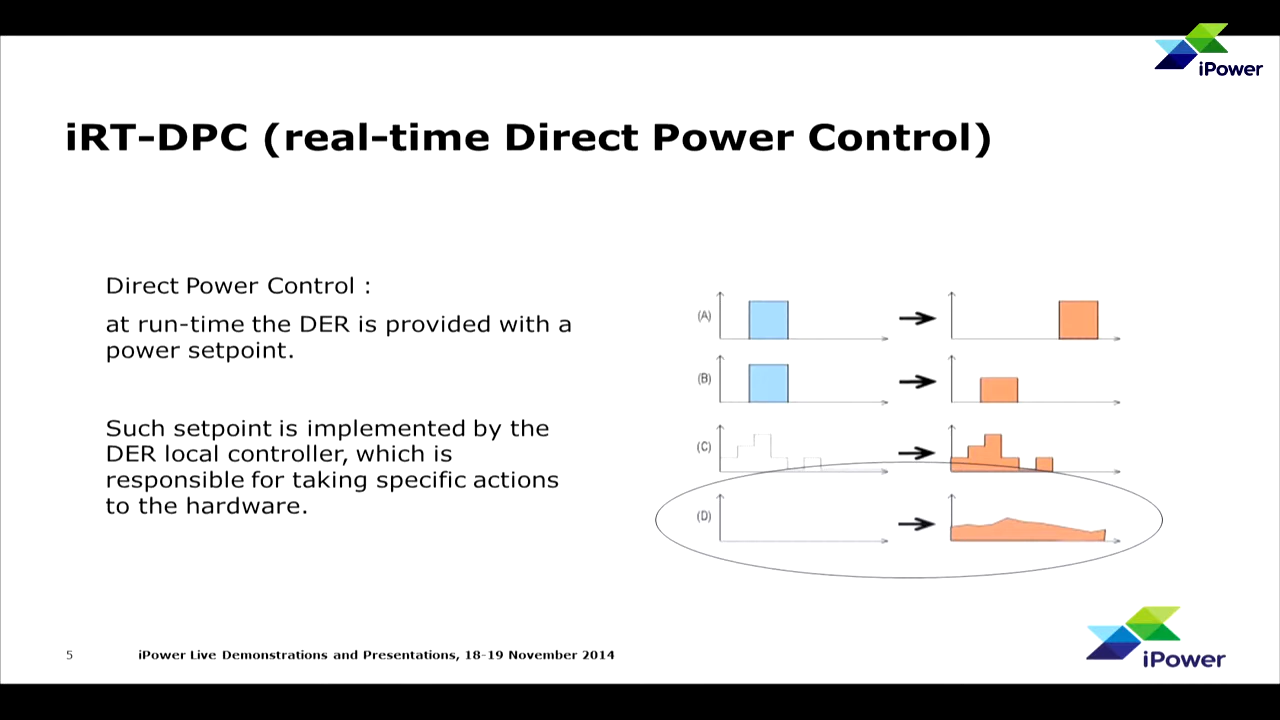 iPower
iRT-DPC (real-time Direct Power Control)
Direct Power Control :
at run-time the DER is provided with a
power setpoint.
Such setpoint is implemented by the
DER local controller, which is
responsible for taking specific actions
to the hardware.
(A)
(B)
(C)
(D)
5
iPower Live Demonstrations and Presentations, 18-19 November 2014
iPower